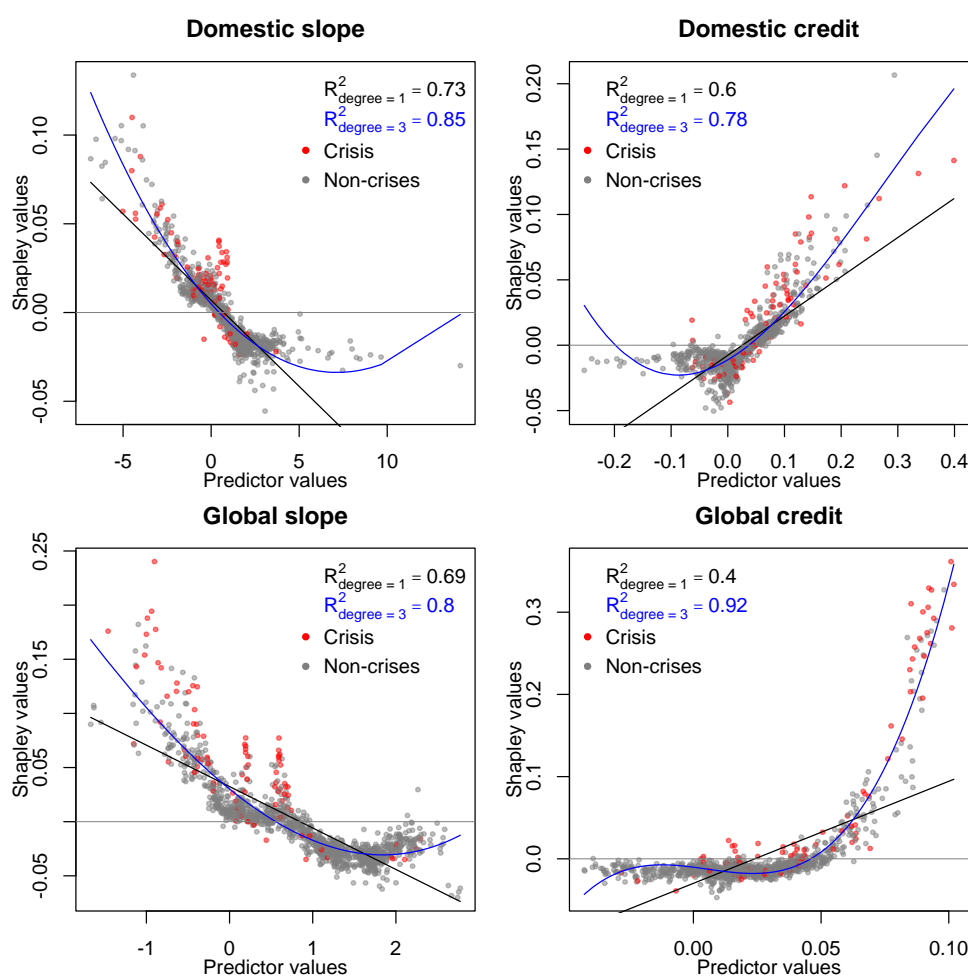 Domestic slope
R²degree = 1 = 0.73
R²degree = 3 = 0.85
Crisis
Non-crises
Shapley values
-0.05 0.00 0.05 0.10
-5 0 5 10
Predictor values
Domestic credit
R²degree = 1 = 0.6
R²degree = 3 = 0.78
Crisis
Non-crises
Shapley values
-0.05 0.00 0.05 0.10 0.15 0.20
-0.2 -0.1 0.0 0.1 0.2 0.3 0.4
Predictor values
Global slope
R²degree = 1 = 0.69
R²degree = 3 = 0.8
Crisis
Non-crises
Shapley values
-0.05 0.05 0.15 0.25
-1 0 1 2
Predictor values
Global credit
R²degree = 1 = 0.4
R²degree = 3 = 0.92
Crisis
Non-crises
Shapley values
0.0 0.1 0.2 0.3
0.00 0.05 0.10
Predictor values